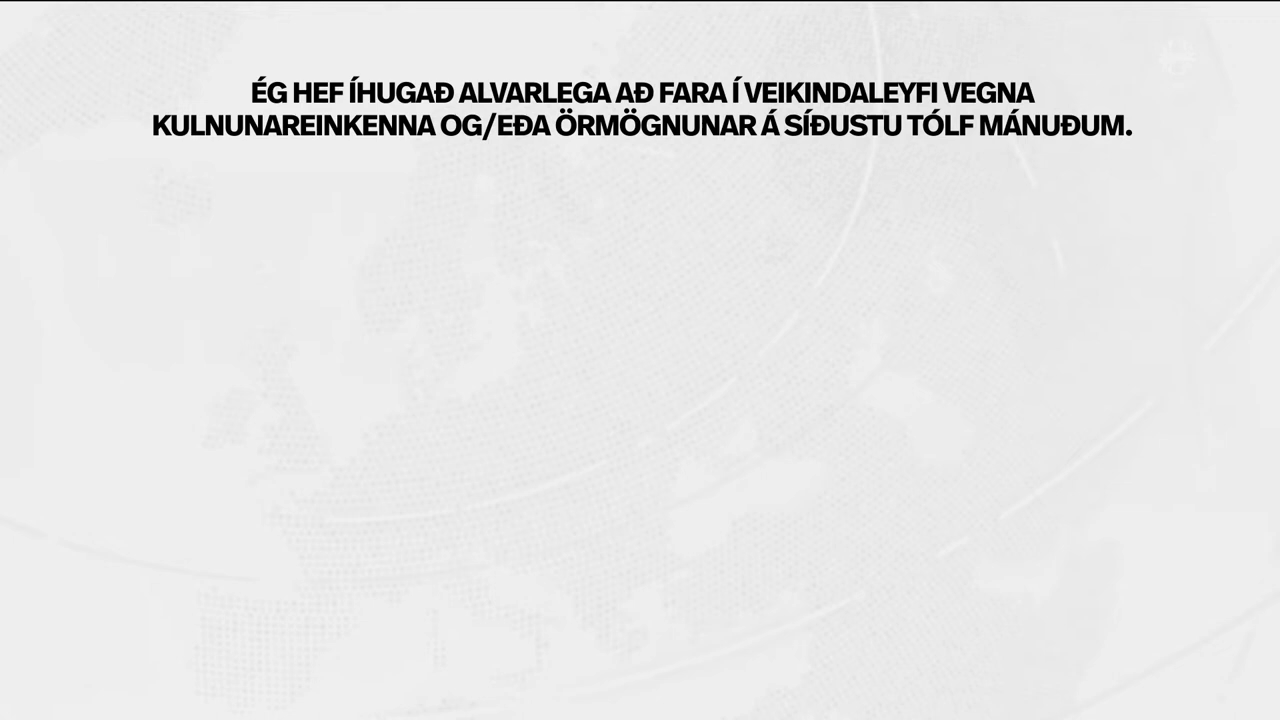 ÉG HEF ÍHUGAÐ ALVARLEGA AÐ FARA Í VEIKINDALEYFI VEGNA
KULNUNAREINKENNA OG/EÐA ÖRMÖGNUNAR Á SÍÐUSTU TÓLF MÁNUÐUM.